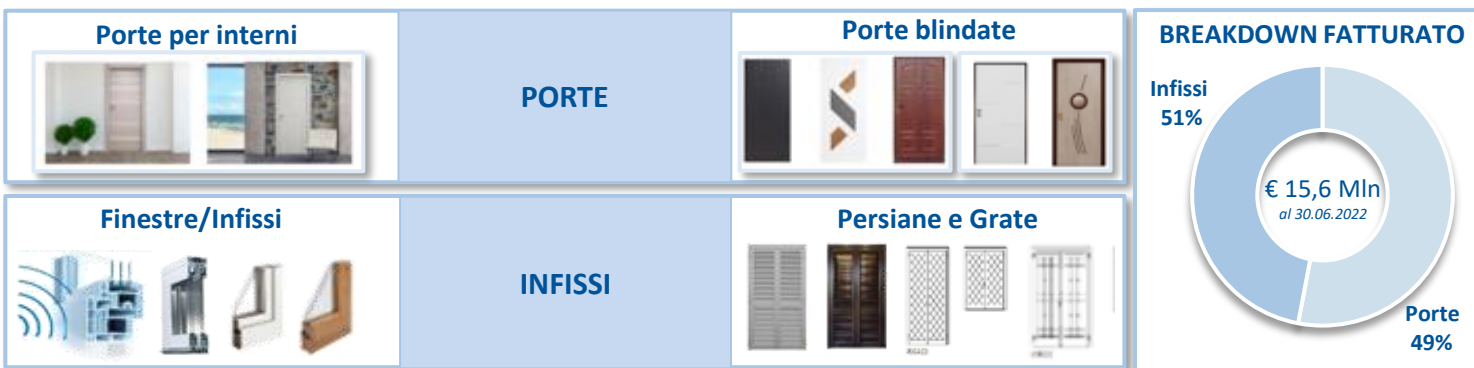 Porte per interni
PORTE
Porte blindate
Finestre/Infissi
INFISSI
Persiane e Grate
BREAKDOWN FATTURATO
Infissi
51%
€ 15,6 Mln
al 30.06.2022
Porte
49%